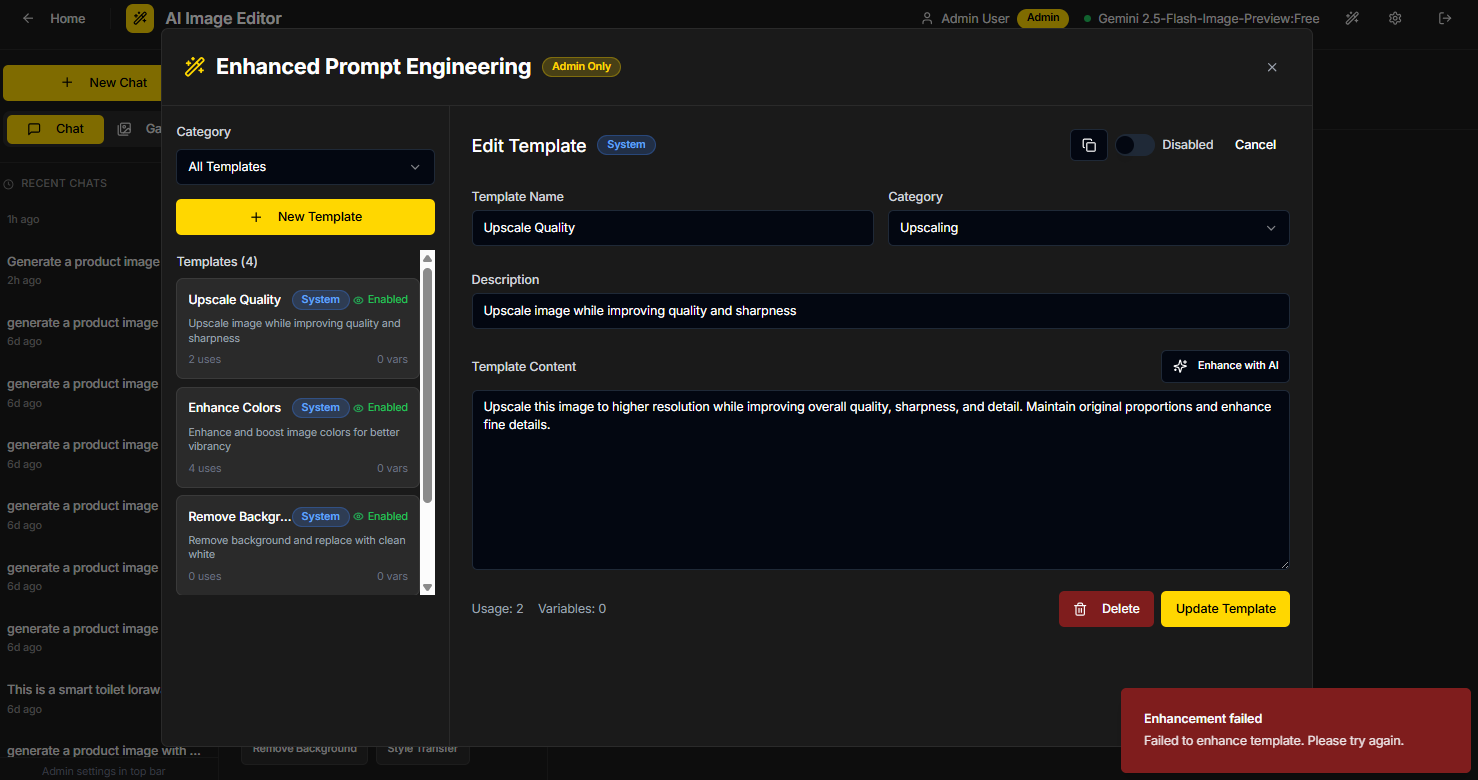 Home
AI Image Editor
Admin User
Admin
Gemini 2.5-Flash-Image-Preview:Free
New Chat
Chat
Ga
RECENT CHATS
1h ago
Generate a product image
2h ago
generate a product image
6d ago
generate a product image
6d ago
generate a product image
6d ago
generate a product image
6d ago
generate a product image
6d ago
generate a product image
6d ago
This is a smart toilet loraw
6d ago
generate a product image with ...
Admin settings in top bar
Enhanced Prompt Engineering
Admin Only
Category
All Templates
New Template
Templates (4)
Upscale Quality
System
Enabled
Upscale image while improving quality and
sharpness
2 uses
0 vars
Enhance Colors
System
Enabled
Enhance and boost image colors for better
vibrancy
4 uses
0 vars
Remove Backgr...
System
Enabled
Remove background and replace with clean
white
0 uses
0 vars
Edit Template
System
Disabled
Cancel
Template Name
Category
Upscale Quality
Upscaling
Description
Upscale image while improving quality and sharpness
Template Content
Enhance with AI
Upscale this image to higher resolution while improving overall quality, sharpness, and detail. Maintain original proportions and enhance
fine details.
Usage: 2
Variables: 0
Delete
Update Template
Remove Background
Style Transfer
Enhancement failed
Failed to enhance template. Please try again.